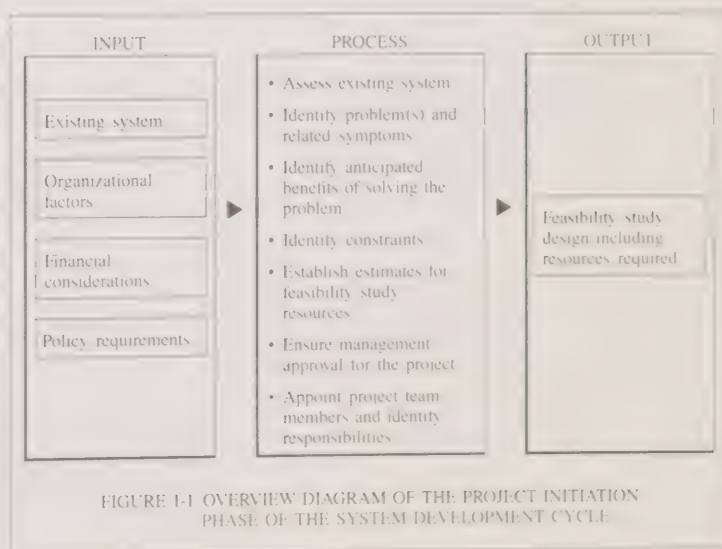 INPUT
Existing system
Organizational
factors
Financial
considerations
Policy requirements
PROCESS
• Assess existing system
• Identify problem(s) and
related symptoms
• Identify anticipated
benefits of solving the
problem
• Identify constraints
• Establish estimates for
feasibility study
resources
• Ensure management
approval for the project
• Appoint project team
members and identify
responsibilities
OUTPUT
Feasibility study
design including
resources required
FIGURE 1-1 OVERVIEW DIAGRAM OF THE PROJECT INITIATION
PHASE OF THE SYSTEM DEVELOPMENT CYCLE